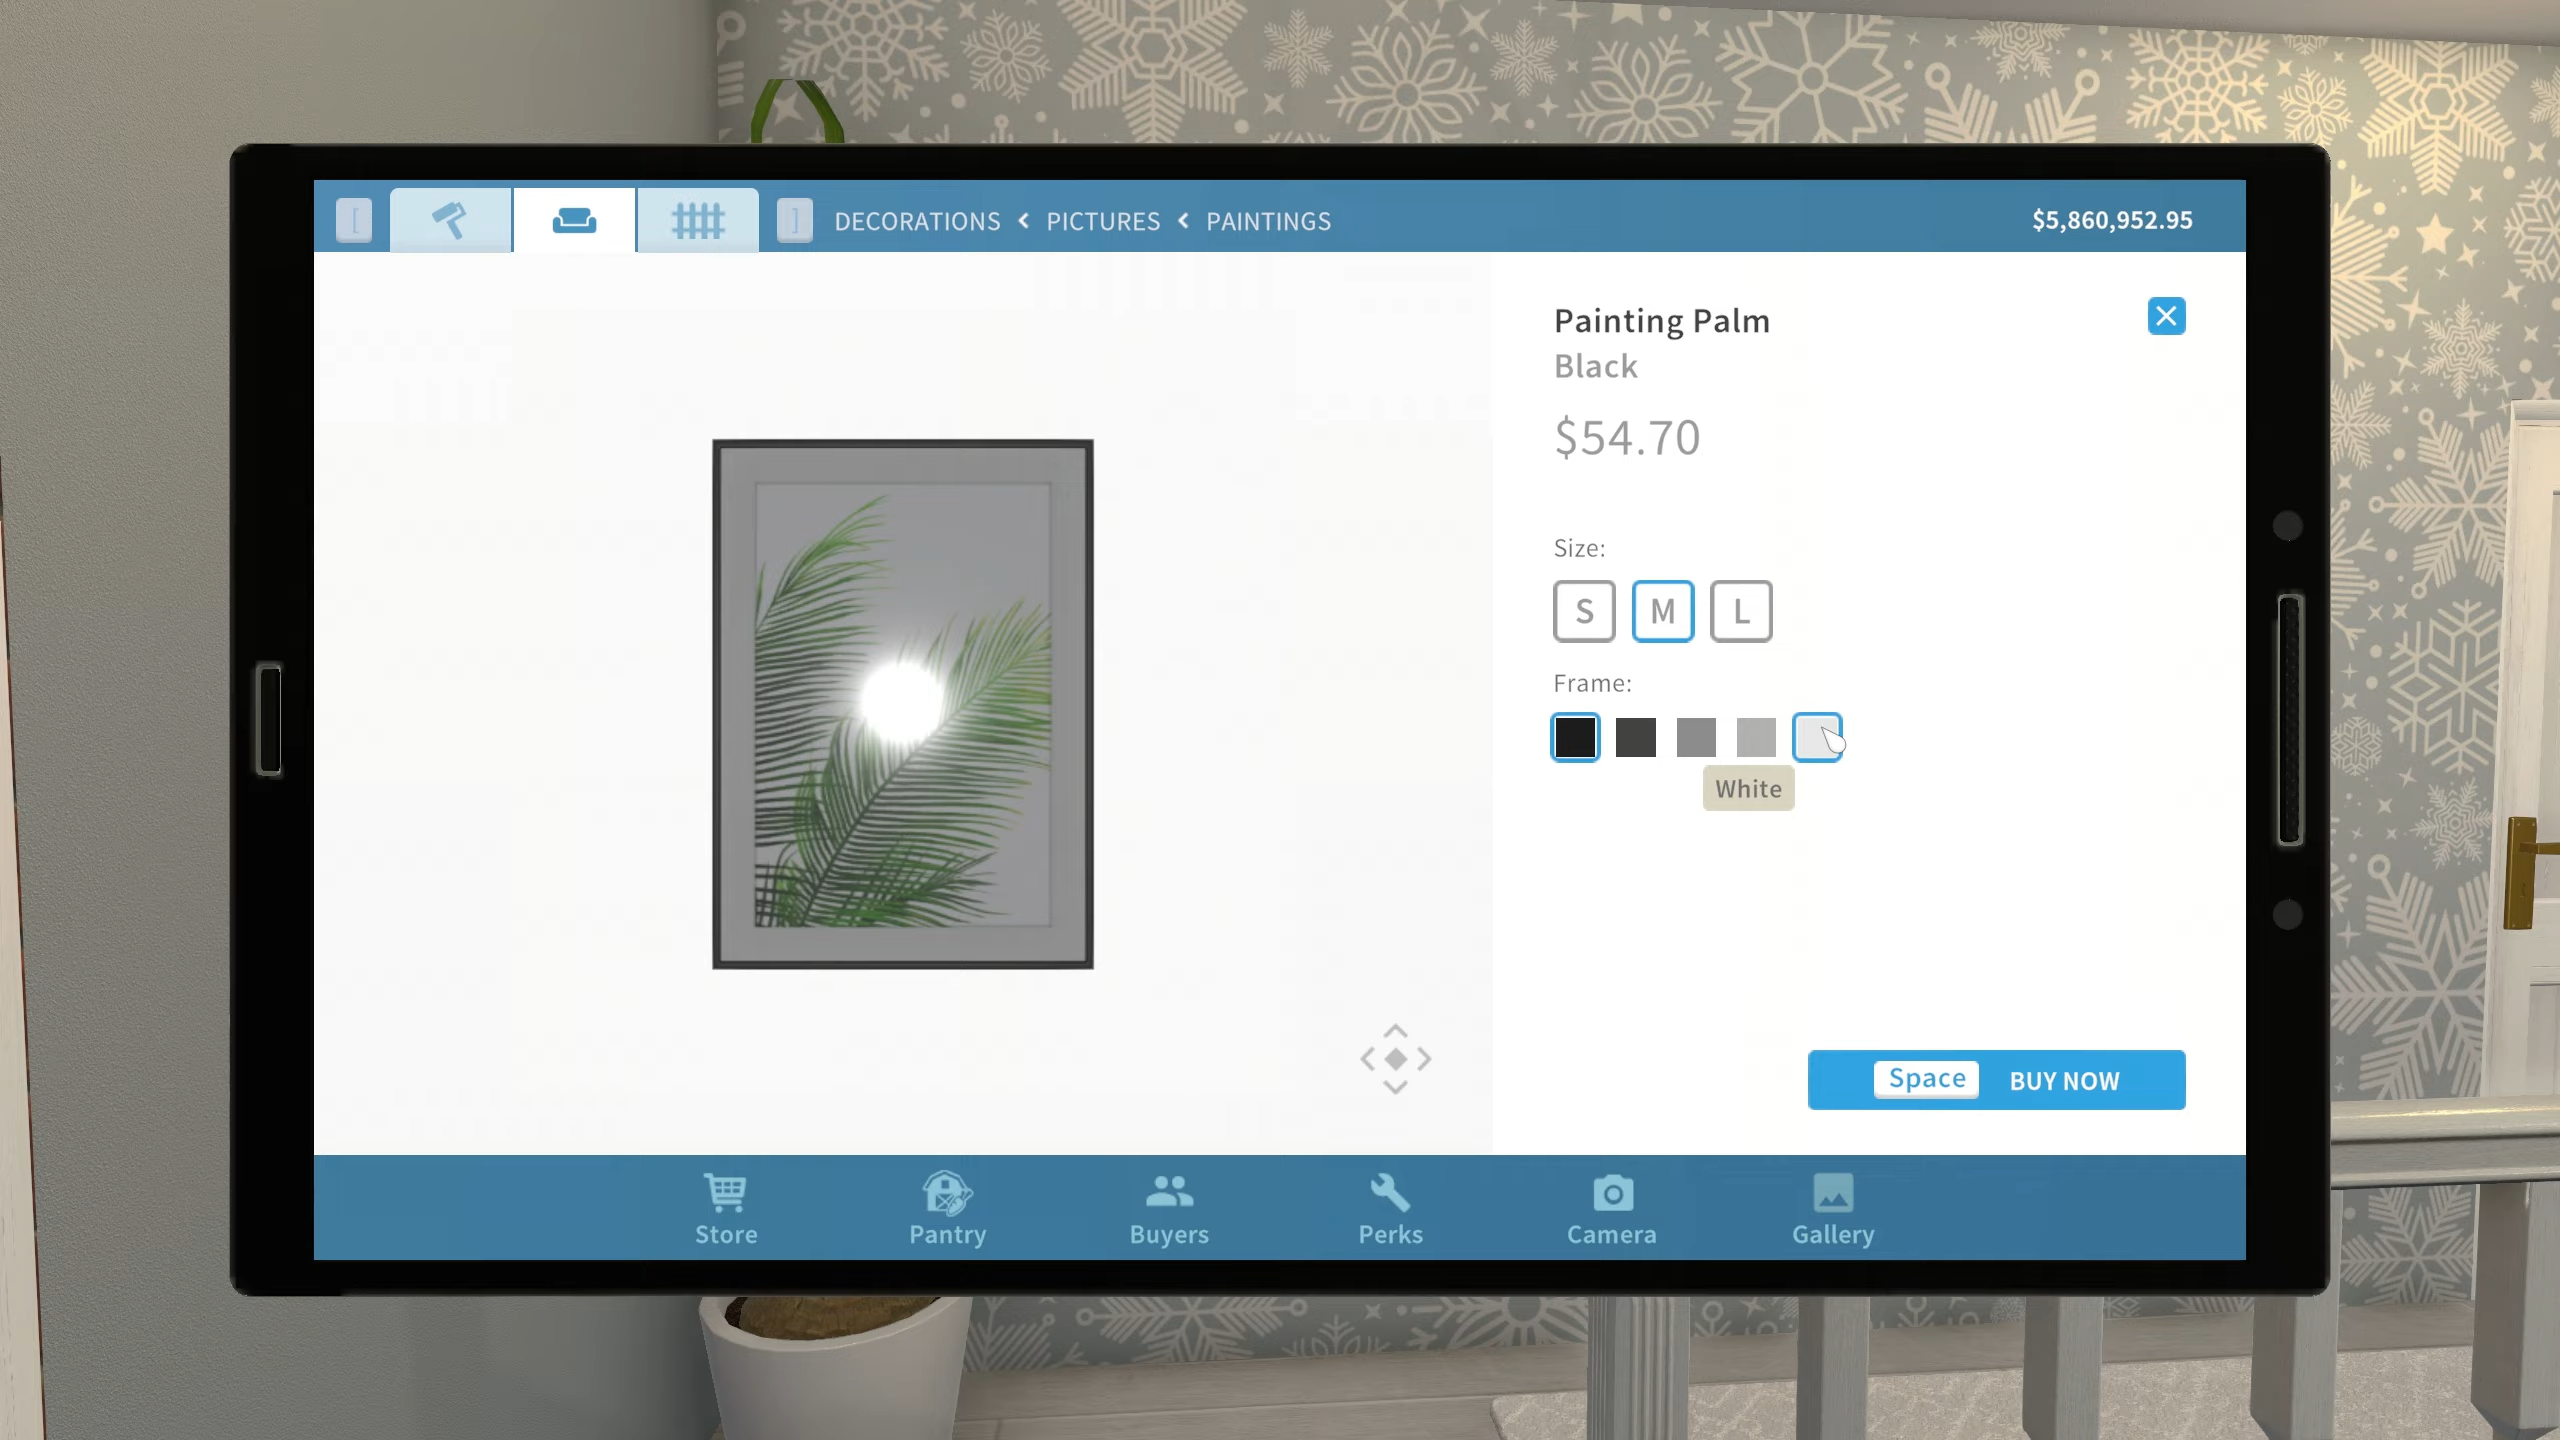 [
]
DECORATIONS < PICTURES < PAINTINGS
$5,860,952.95
Painting Palm
Black
$54.70
Size:
S M L
Frame:
White
Space BUY NOW
Store Pantry Buyers Perks Camera Gallery